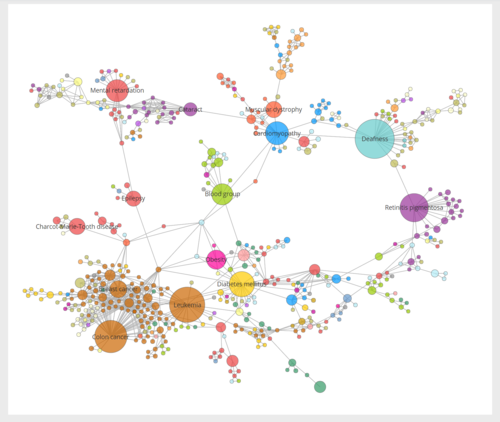 Mental retardation
Cataract
Muscular dystrophy
Cardiomyopathy
Deafness
Blood group
Epilepsy
Retinitis pigmentosa
Charcot-Marie-Tooth disease
Obesity
Diabetes mellitus
Breast cancer
Leukemia
Colon cancer